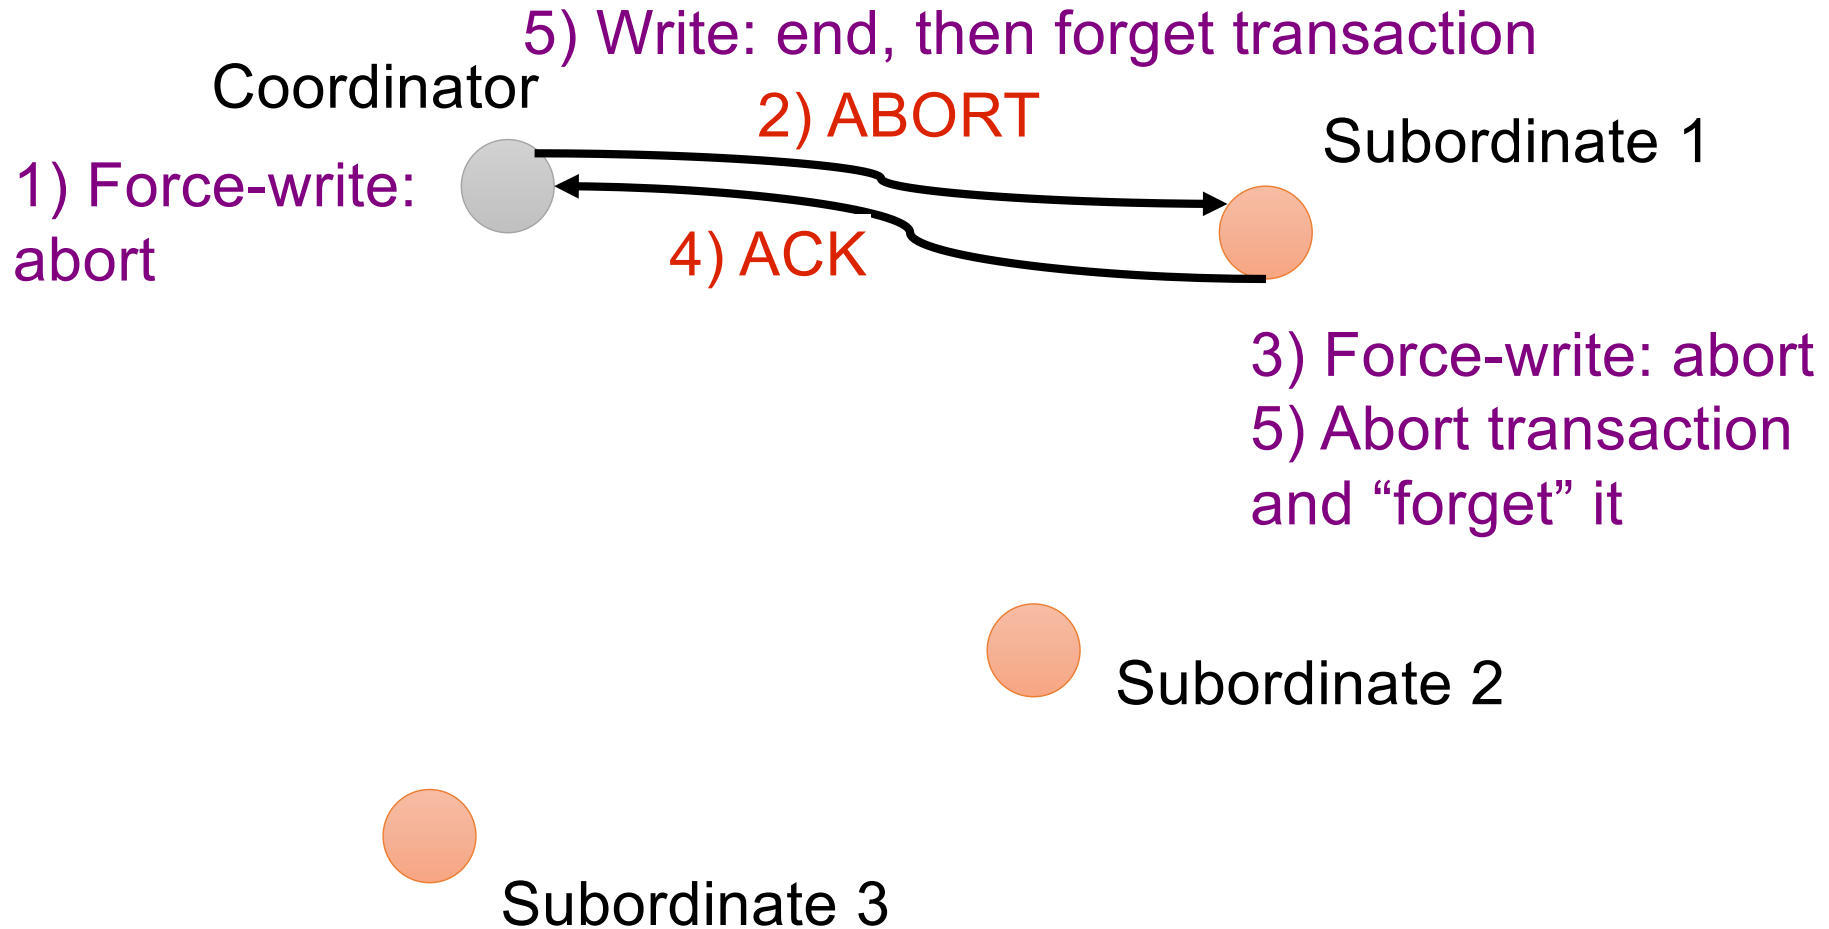 5) Write: end, then forget transaction
Coordinator
2) ABORT
Subordinate 1
1) Force-write:
abort
4) ACK
3) Force-write: abort
5) Abort transaction
and “forget” it
Subordinate 2
Subordinate 3